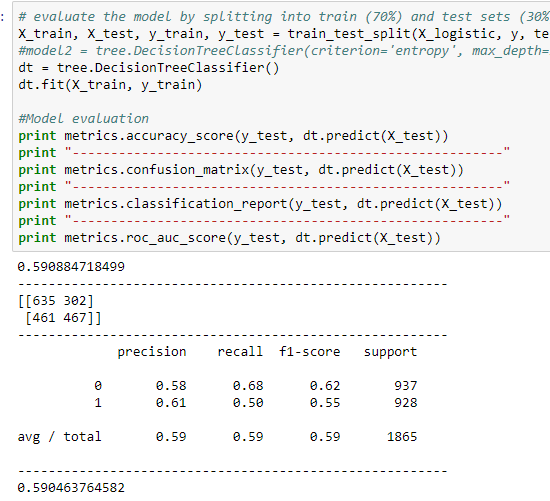 :
# evaluate the model by splitting into train (70%) and test sets (30%
X_train, X_test, y_train, y_test = train_test_split(X_logistic, y, te
#model2 = tree.DecisionTreeClassifier(criterion='entropy', max_depth=
dt = tree.DecisionTreeClassifier()
dt.fit(X_train, y_train)
#Model evaluation
print metrics.accuracy_score(y_test, dt.predict(X_test))
print "--------------------------------------------------------"
print metrics.confusion_matrix(y_test, dt.predict(X_test))
print "--------------------------------------------------------"
print metrics.classification_report(y_test, dt.predict(X_test))
print "--------------------------------------------------------"
print metrics.roc_auc_score(y_test, dt.predict(X_test))
0.590884718499
--------------------------------------------------------
[[635 302]
 [461 467]]
--------------------------------------------------------
             precision    recall  f1-score   support
          0       0.58      0.68      0.62       937
          1       0.61      0.50      0.55       928
avg / total       0.59      0.59      0.59      1865
--------------------------------------------------------
0.590463764582